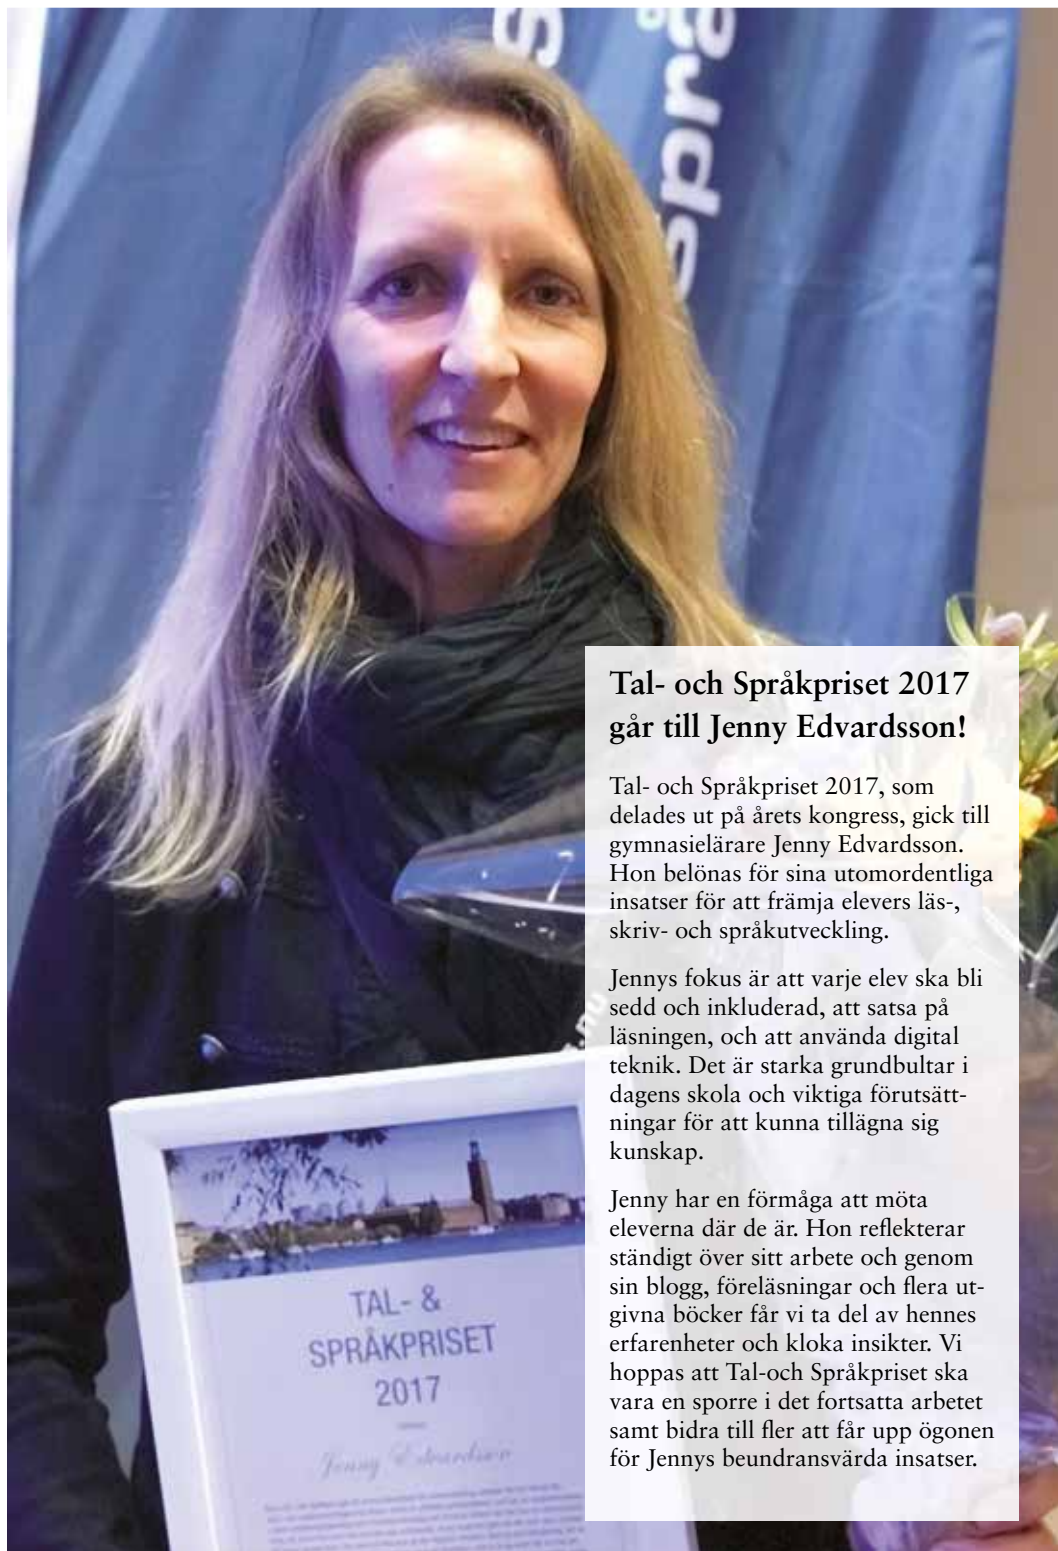 språ
s
Tal- och Språkpriset 2017
går till Jenny Edvardsson!
Tal- och Språkpriset 2017, som
delades ut på årets kongress, gick till
gymnasielärare Jenny Edvardsson.
Hon belönas för sina utomordentliga
insatser för att främja elevers läs-,
skriv- och språkutveckling.
Jennys fokus är att varje elev ska bli
sedd och inkluderad, att satsa på
läsningen, och att använda digital
teknik. Det är starka grundbultar i
dagens skola och viktiga förutsätt-
ningar för att kunna tillägna sig
kunskap.
Jenny har en förmåga att möta
eleverna där de är. Hon reflekterar
ständigt över sitt arbete och genom
sin blogg, föreläsningar och flera ut-
givna böcker får vi ta del av hennes
erfarenheter och kloka insikter. Vi
hoppas att Tal-och Språkpriset ska
vara en sporre i det fortsatta arbetet
samt bidra till fler att får upp ögonen
för Jennys beundransvärda insatser.
.nu
TAL- &
SPRÅKPRISET
2017
Jenny Edvardsson